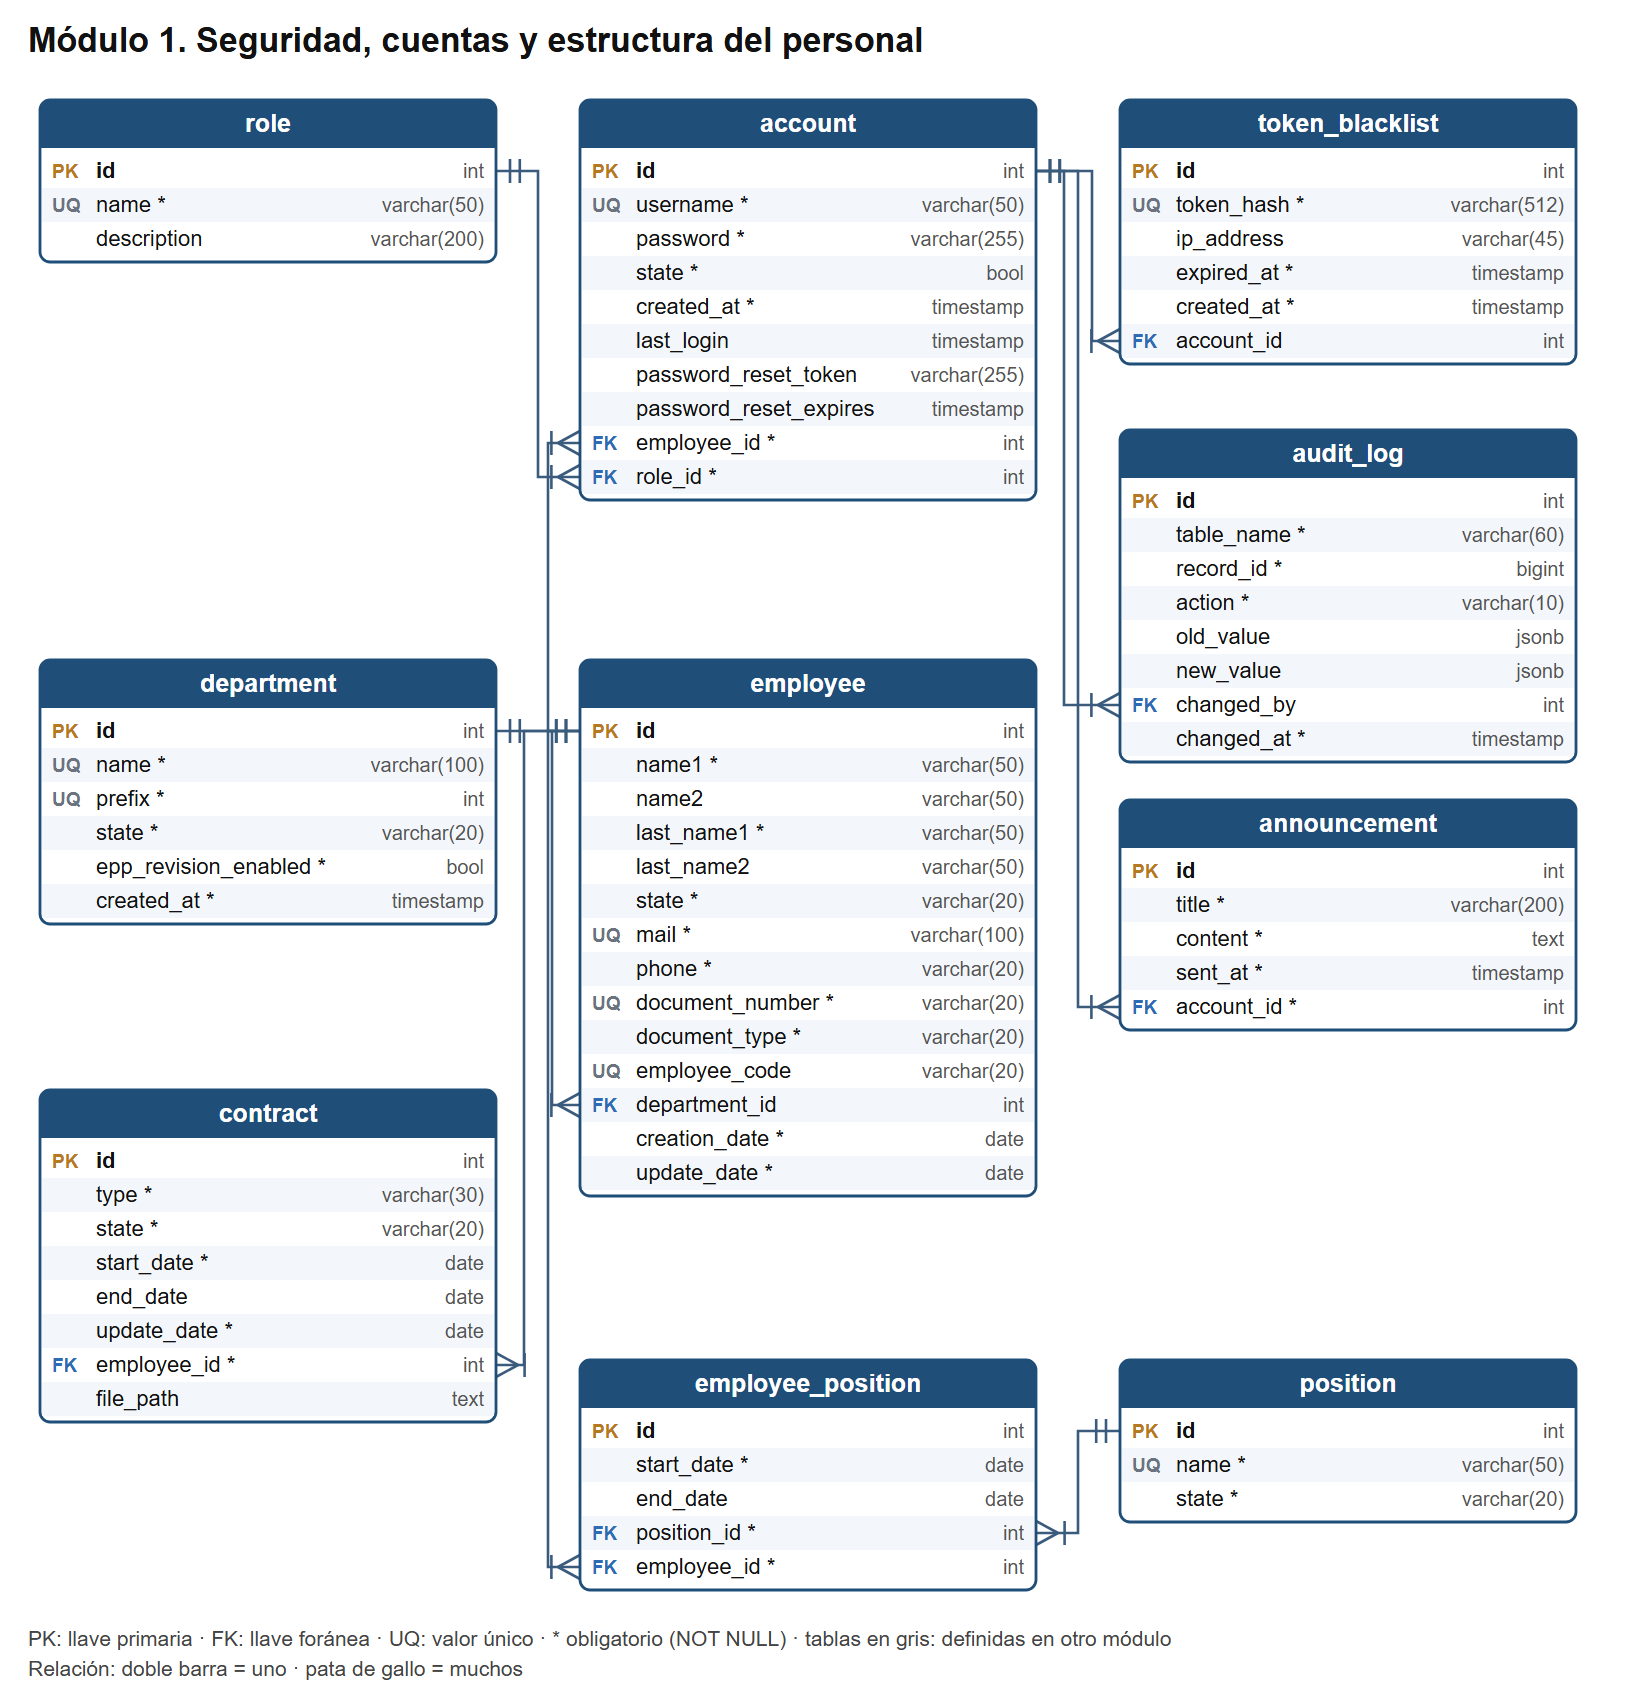 Módulo 1. Seguridad, cuentas y estructura del personal
role
PK id int
UQ name * varchar(50)
description varchar(200)
account
PK id int
UQ username * varchar(50)
password * varchar(255)
state * bool
created_at * timestamp
last_login timestamp
password_reset_token varchar(255)
password_reset_expires timestamp
FK employee_id * int
FK role_id * int
token_blacklist
PK id int
UQ token_hash * varchar(512)
ip_address varchar(45)
expired_at * timestamp
created_at * timestamp
FK account_id int
audit_log
PK id int
table_name * varchar(60)
record_id * bigint
action * varchar(10)
old_value jsonb
new_value jsonb
FK changed_by int
changed_at * timestamp
department
PK id int
UQ name * varchar(100)
UQ prefix * int
state * varchar(20)
epp_revision_enabled * bool
created_at * timestamp
employee
PK id int
name1 * varchar(50)
name2 varchar(50)
last_name1 * varchar(50)
last_name2 varchar(50)
state * varchar(20)
UQ mail * varchar(100)
phone * varchar(20)
UQ document_number * varchar(20)
document_type * varchar(20)
UQ employee_code varchar(20)
FK department_id int
creation_date * date
update_date * date
announcement
PK id int
title * varchar(200)
content * text
sent_at * timestamp
FK account_id * int
contract
PK id int
type * varchar(30)
state * varchar(20)
start_date * date
end_date date
update_date * date
FK employee_id * int
file_path text
employee_position
PK id int
start_date * date
end_date date
FK position_id * int
FK employee_id * int
position
PK id int
UQ name * varchar(50)
state * varchar(20)
PK: llave primaria · FK: llave foránea · UQ: valor único · * obligatorio (NOT NULL) · tablas en gris: definidas en otro módulo
Relación: doble barra = uno · pata de gallo = muchos